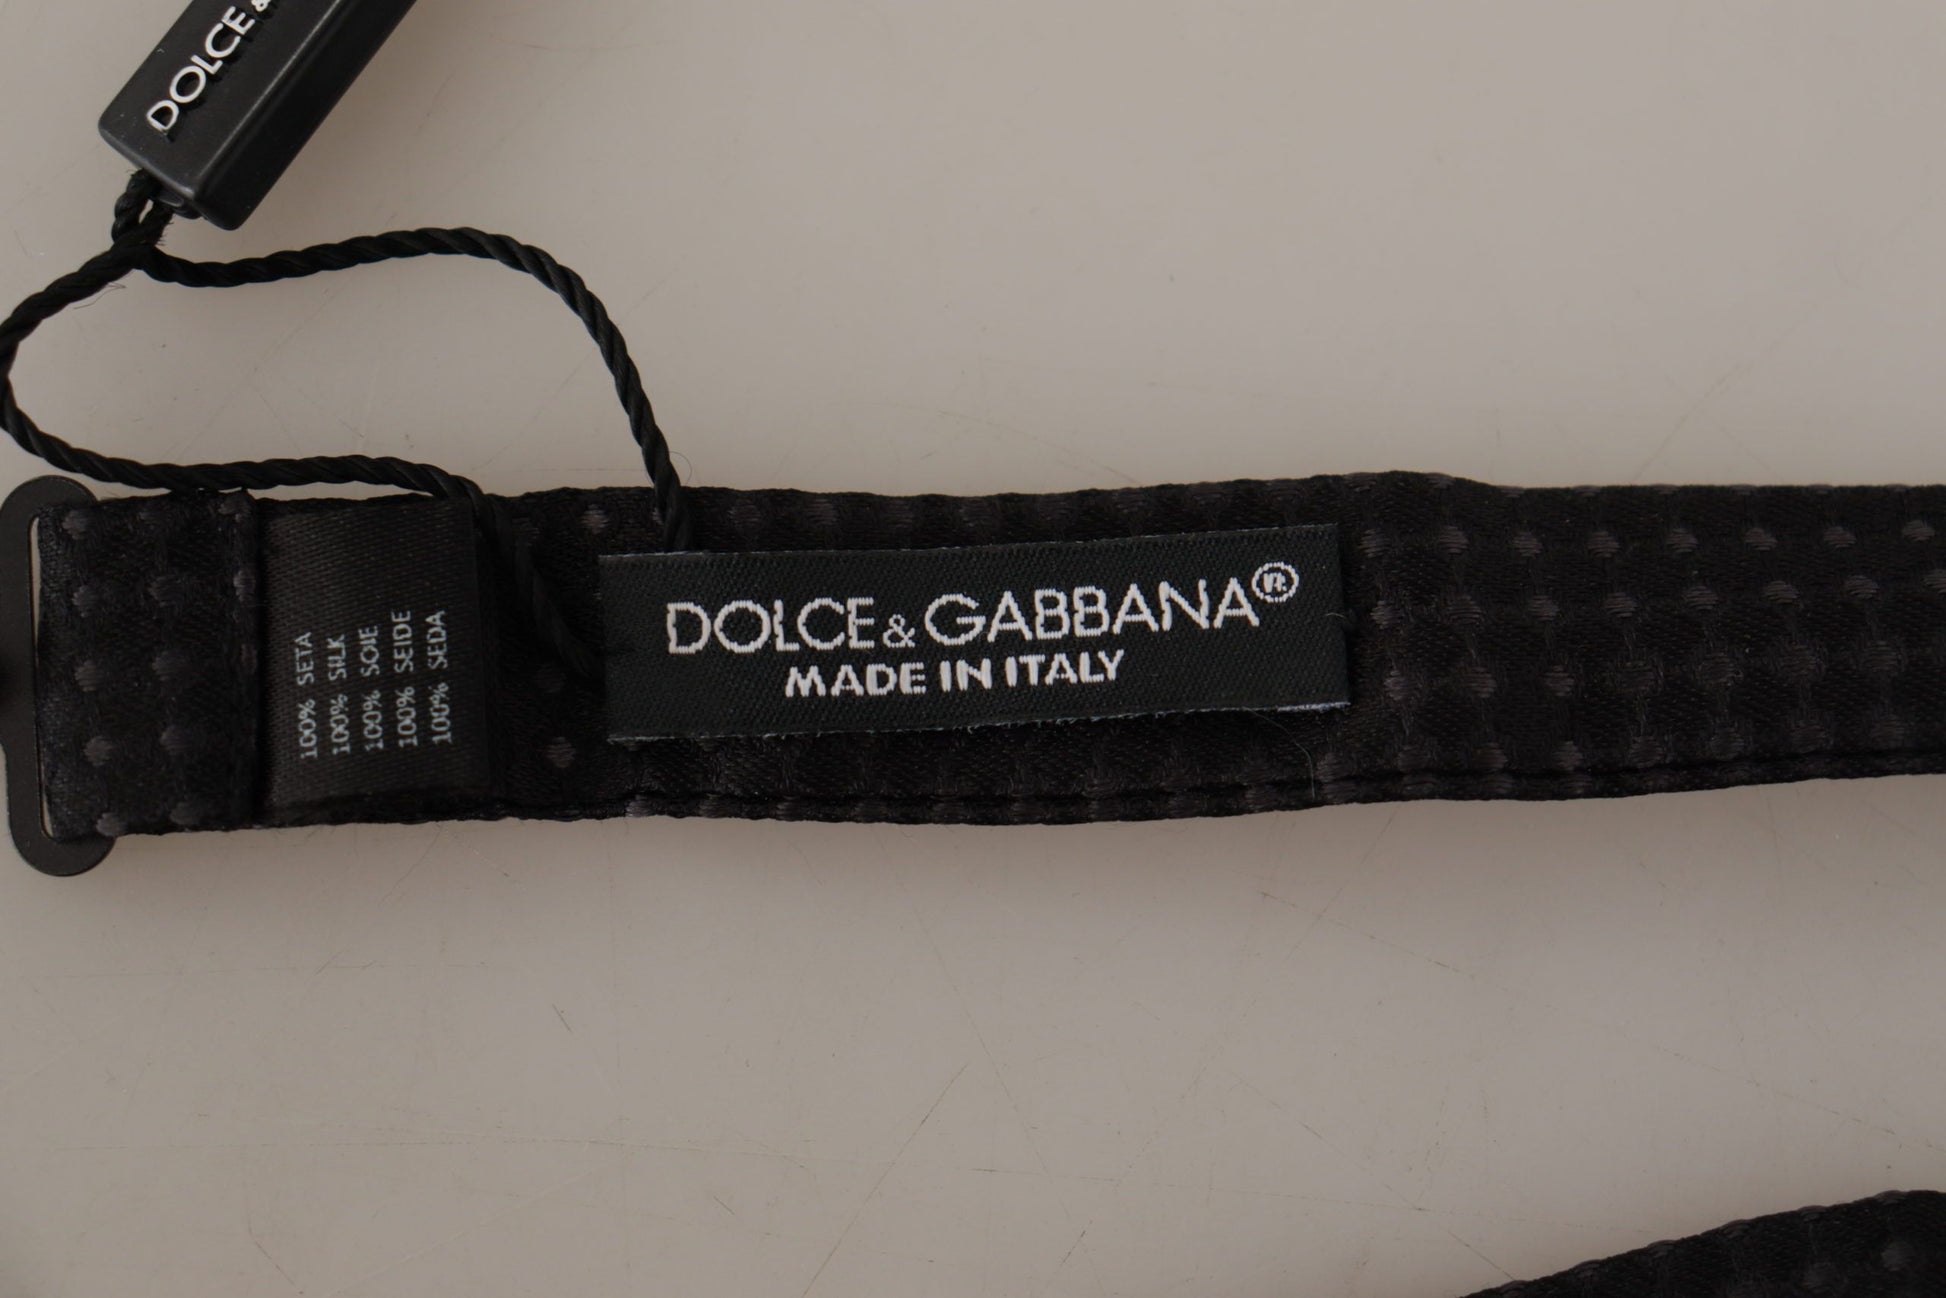 DOLCE &
100% SETA
100% SILK
100% SOIE
100% SEIDE
100% SEDA
DOLCE & GABBANA®
MADE IN ITALY